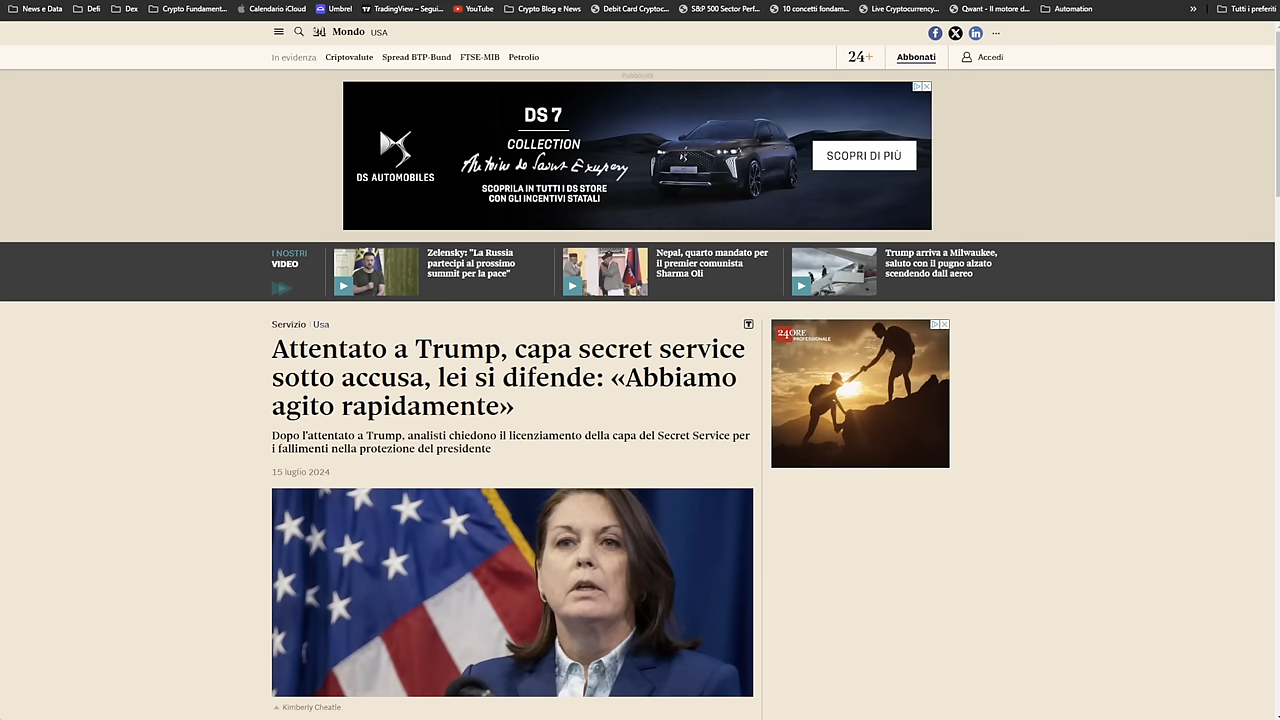 News e Data Defi Dex Crypto Fundament... Calendario iCloud Umbrel TradingView – Segui... YouTube Crypto Blog e News Debit Card Cryptoc... S&P 500 Sector Perf... 10 concetti fondam... Live Cryptocurrency... Qwant - Il motore d... Automation » Tutti i preferiti
Mondo USA
In evidenza Criptovalute Spread BTP-Bund FTSE-MIB Petrolio 24+ Abbonati Accedi
Pubblicità
DS 7
COLLECTION
Antoine de Saint Exupéry
DS AUTOMOBILES
SCOPRILA IN TUTTI I DS STORE
CON GLI INCENTIVI STATALI
SCOPRI DI PIÙ
I NOSTRI
VIDEO
Zelensky: "La Russia
partecipi al prossimo
summit per la pace"
Nepal, quarto mandato per
il premier comunista
Sharma Oli
Trump arriva a Milwaukee,
saluto con il pugno alzato
scendendo dall aereo
Servizio | Usa
Attentato a Trump, capa secret service
sotto accusa, lei si difende: «Abbiamo
agito rapidamente»
Dopo l'attentato a Trump, analisti chiedono il licenziamento della capa del Secret Service per
i fallimenti nella protezione del presidente
15 luglio 2024
24ORE
PROFESSIONALE
Kimberly Cheatle